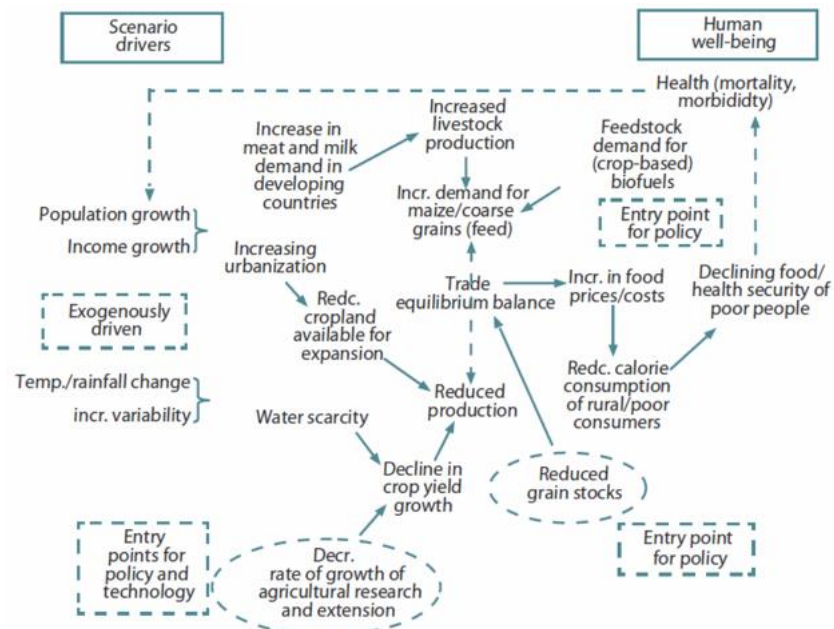 Scenario
drivers
Human
well-being
Health (mortality,
morbididty)
Increased
livestock
production
Increase in
meat and milk
demand in
developing
countries
Feedstock
demand for
(crop-based)
biofuels
Incr. demand for
maize/coarse
grains (feed)
Population growth
Income growth
Entry point
for policy
Increasing
urbanization
Trade
equilibrium balance
Incr. in food
prices/costs
Declining food/
health security of
poor people
Exogenously
driven
Redc.
cropland
available for
expansion
Redc. calorie
consumption
of rural/poor
consumers
Temp./rainfall change
incr. variability
Reduced
production
Water scarcity
Decline in
crop yield
growth
Reduced
grain stocks
Entry
points for
policy and
technology
Decr.
rate of growth of
agricultural research
and extension
Entry point
for policy